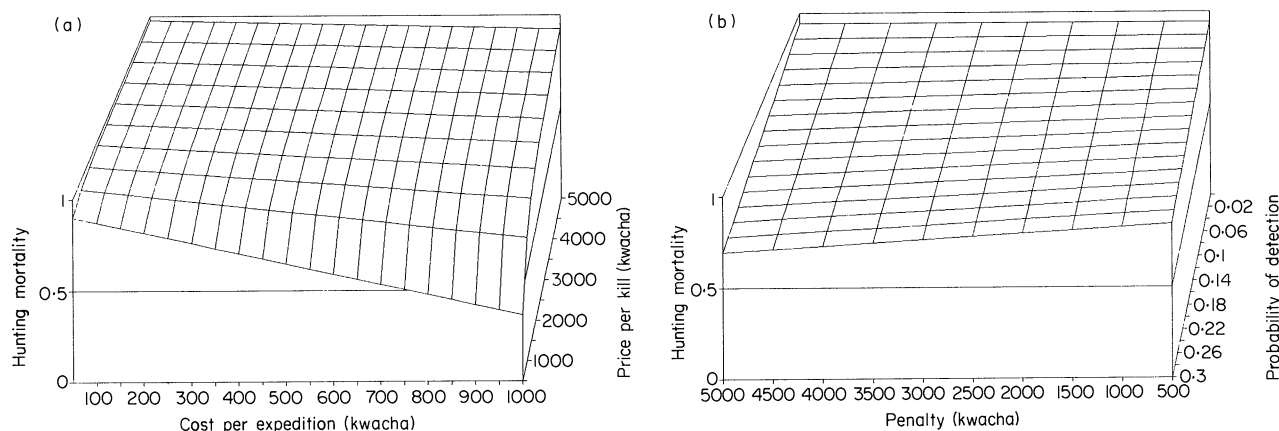 (a)
Hunting mortality
1
0·5
0
100 200 300 400 500 600 700 800 900 1000
Cost per expedition (kwacha)
5000
4000
3000
2000
1000
Price per kill (kwacha)
(b)
Hunting mortality
1
0·5
0
5000 4500 4000 3500 3000 2500 2000 1500 1000 500
Penalty (kwacha)
0·02
0·06
0·1
0·14
0·18
0·22
0·26
0·3
Probability of detection